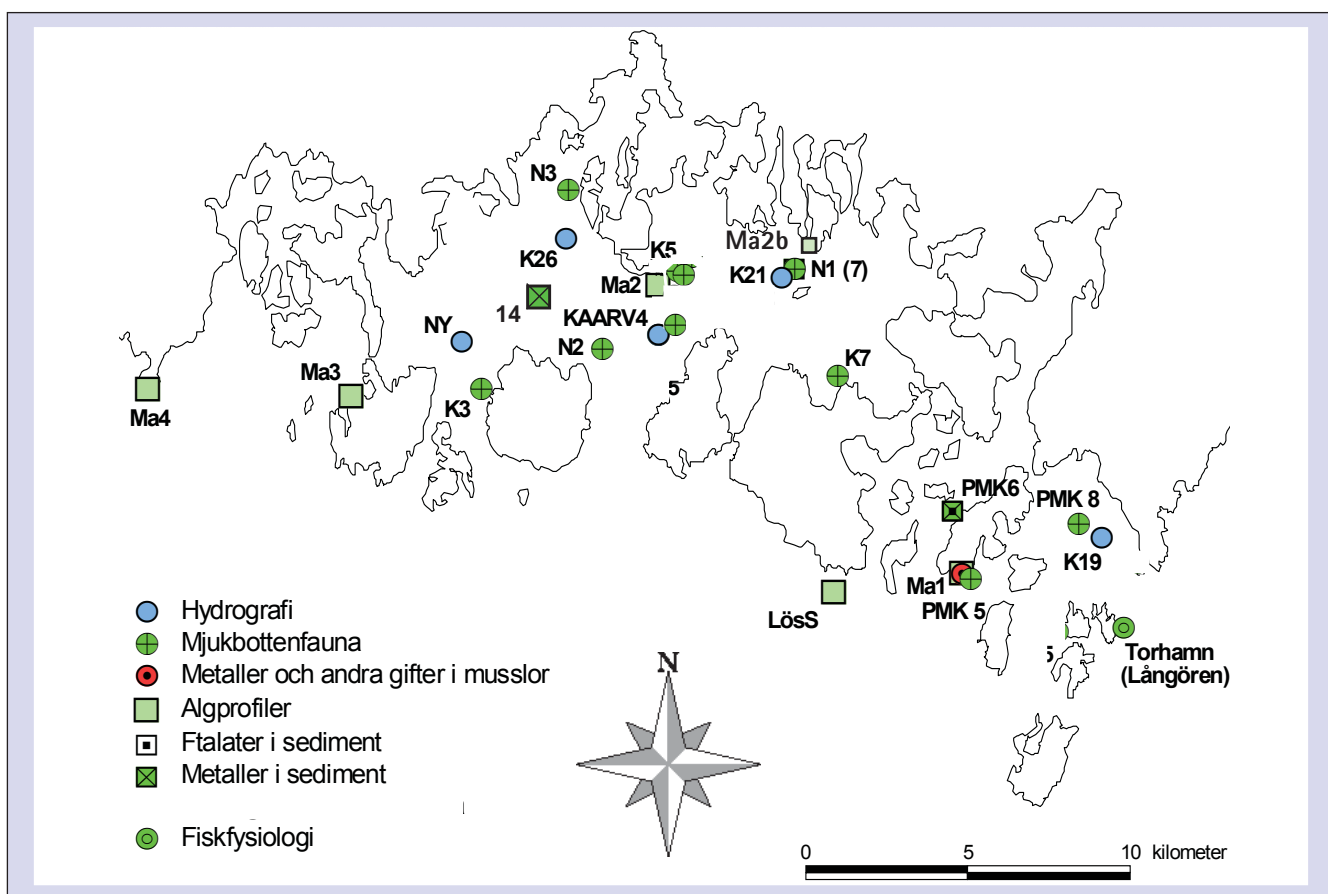 N3
K26
K5
Ma2b
K21
N1 (7)
Ma2
14
KAARV4
NY
N2
Ma3
K7
K3
5
Ma4
PMK6
PMK 8
K19
Ma1
PMK 5
LösS
5
Torhamn
(Långören)
Hydrografi
Mjukbottenfauna
Metaller och andra gifter i musslor
Algprofiler
Ftalater i sediment
Metaller i sediment
Fiskfysiologi
N
0 5 10 kilometer